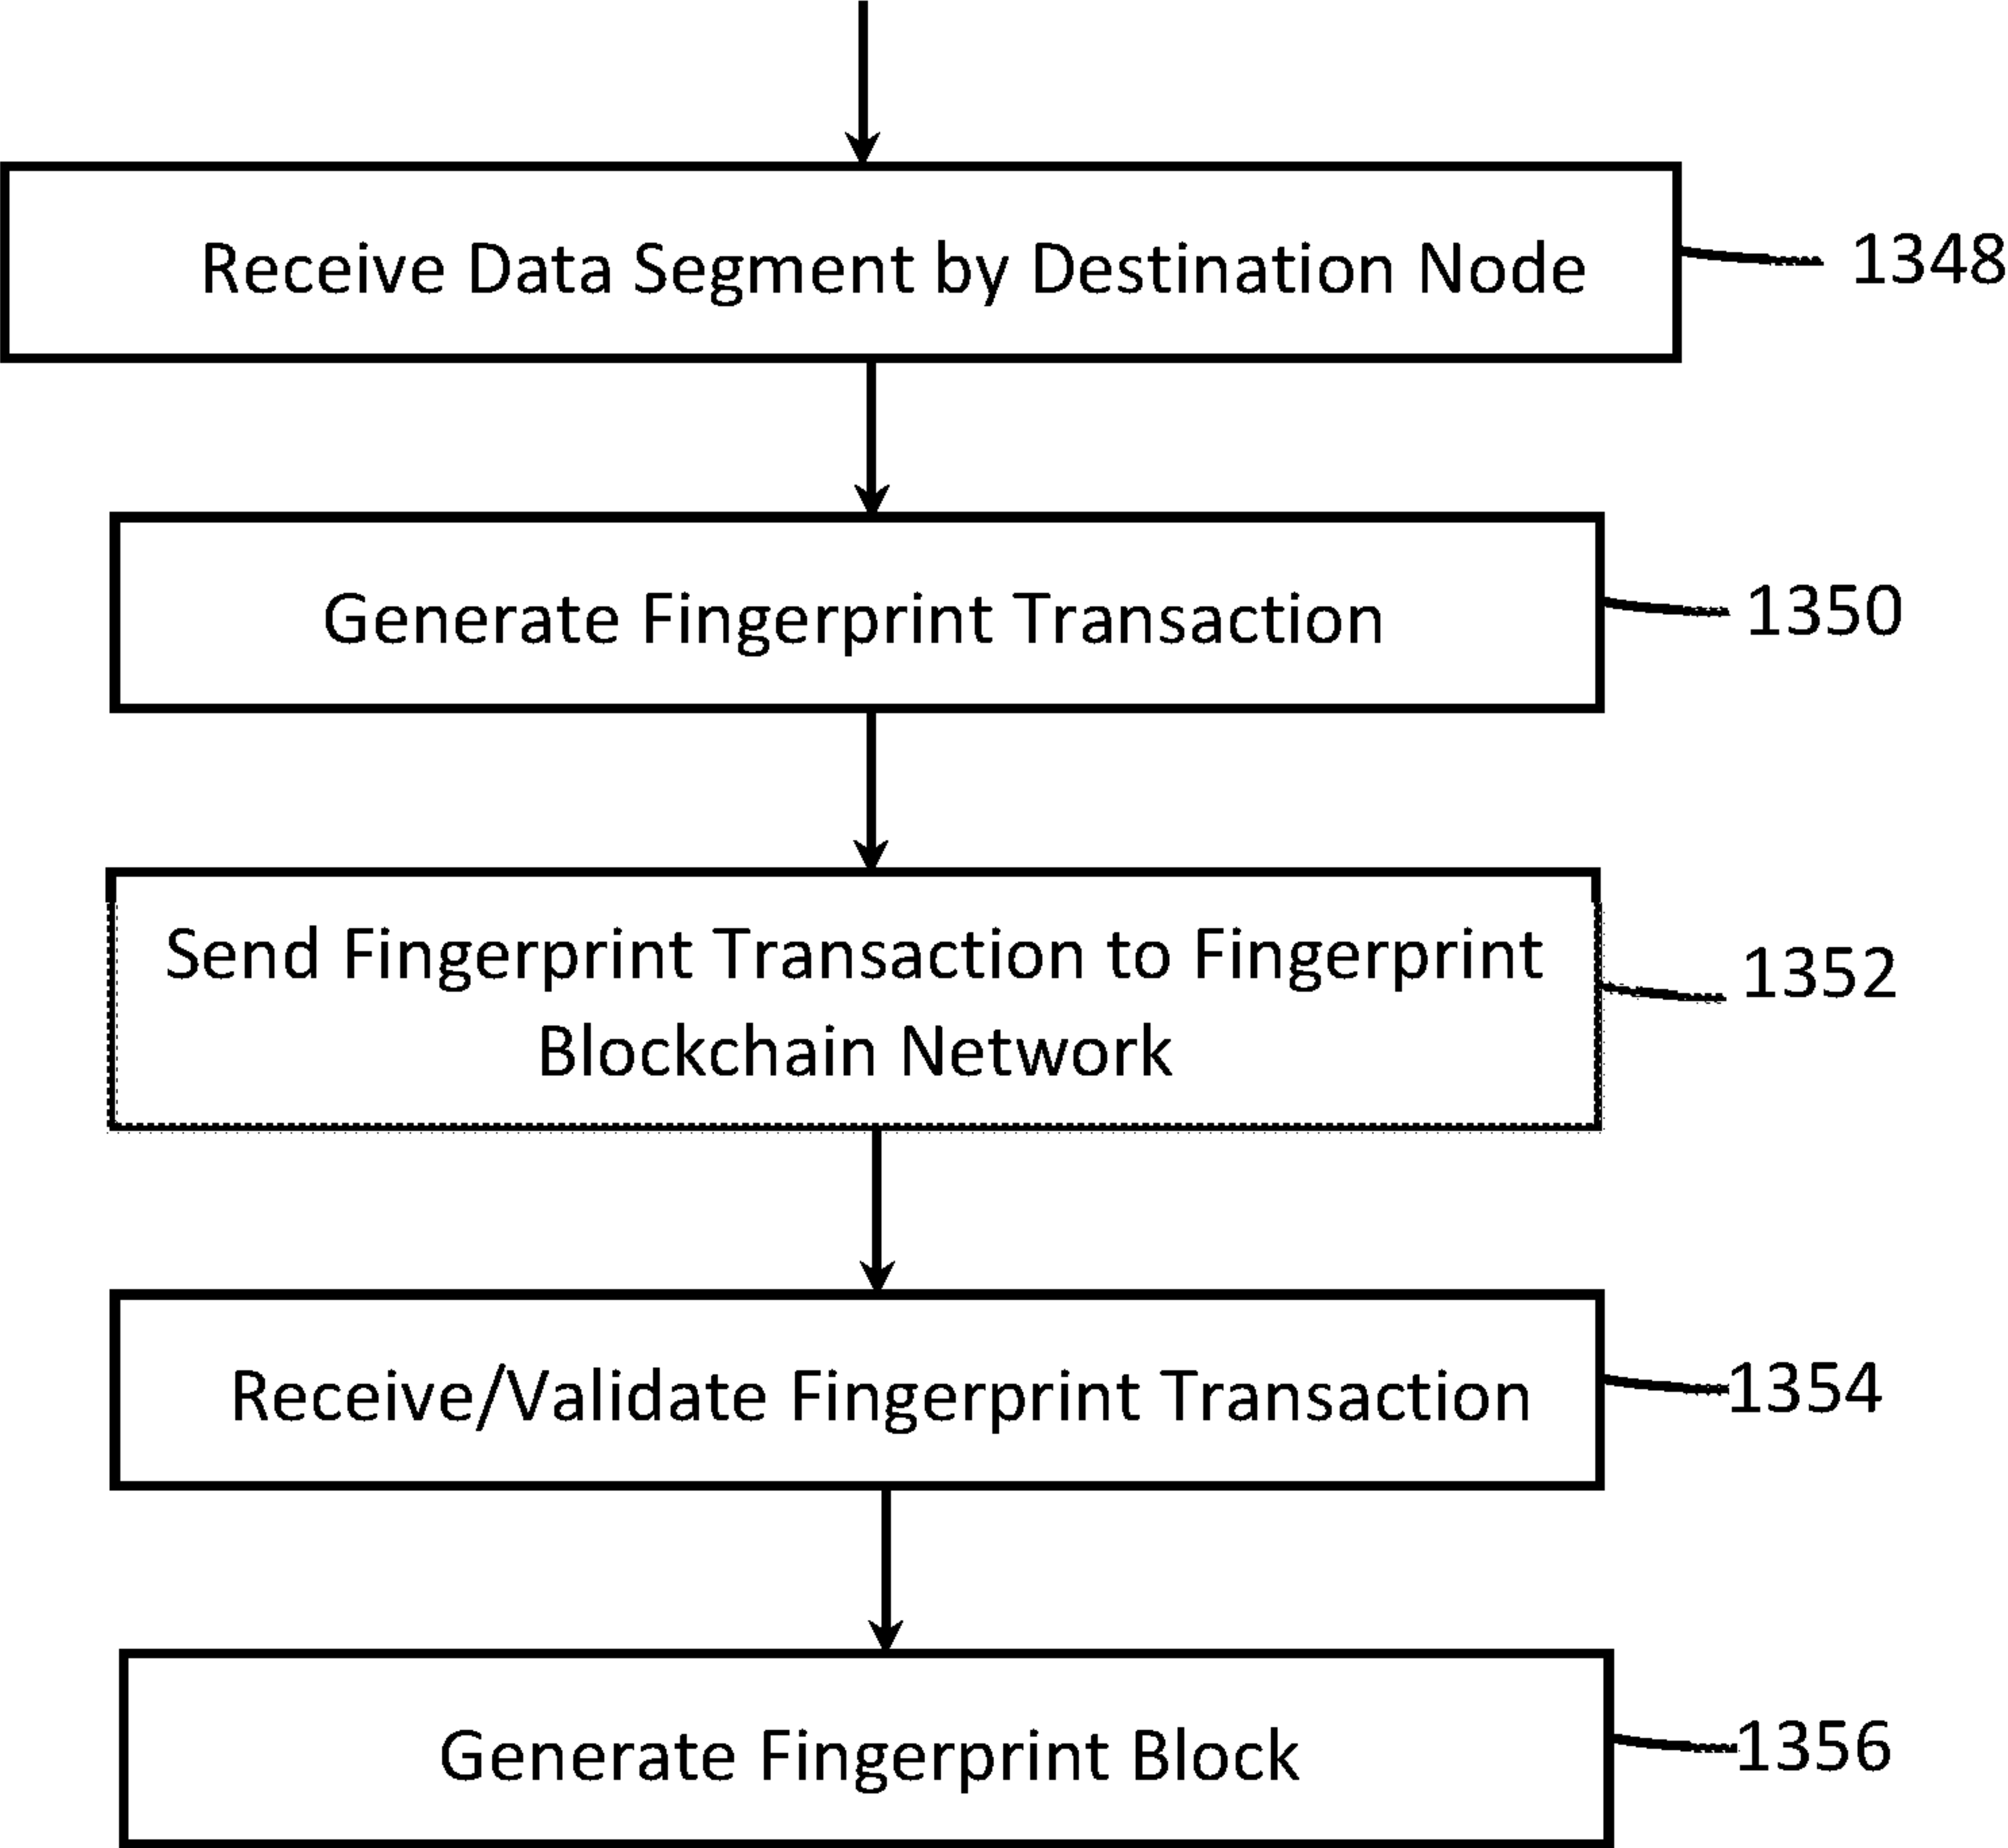 Receive Data Segment by Destination Node
1348
Generate Fingerprint Transaction
1350
Send Fingerprint Transaction to Fingerprint
Blockchain Network
1352
Receive/Validate Fingerprint Transaction
1354
Generate Fingerprint Block
1356